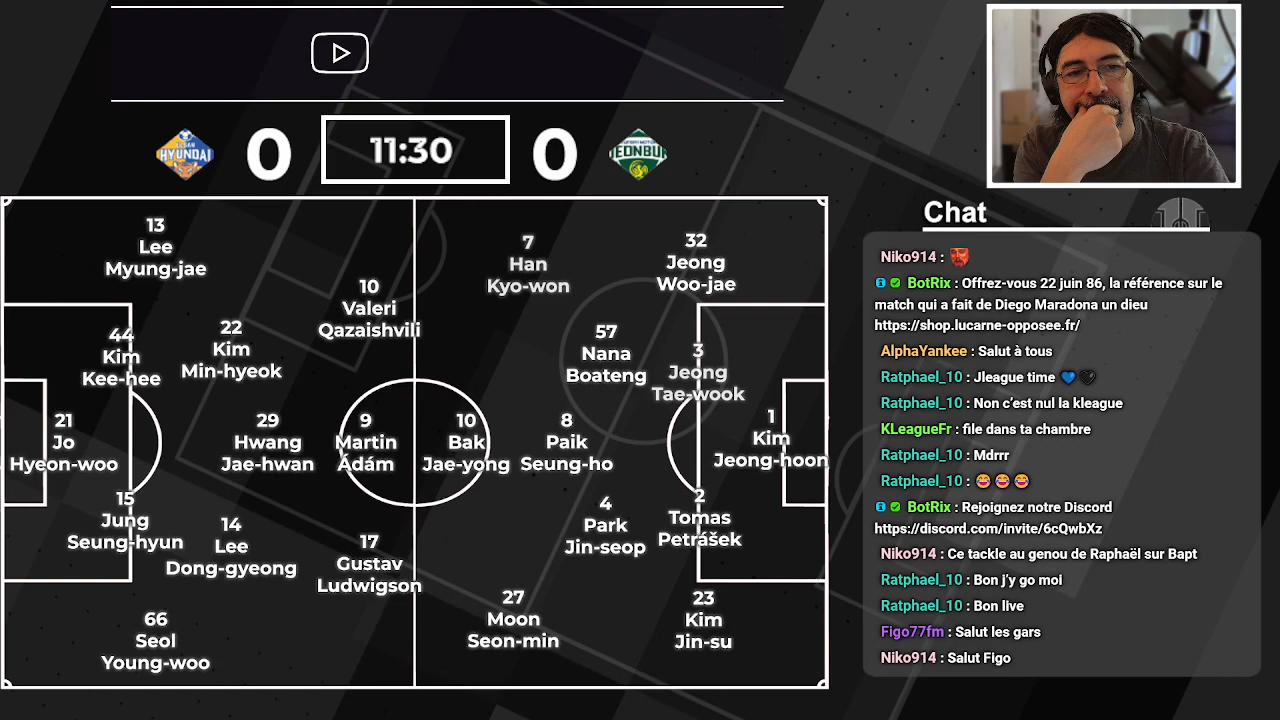 HYUNDAI
0
11:30
0
13
Lee
Myung-jae
44
Kim
Kee-hee
22
Kim
Min-hyeok
10
Valeri
Qazaishvili
21
Jo
Hyeon-woo
29
Hwang
Jae-hwan
9
Martin
Ádám
15
Jung
Seung-hyun
14
Lee
Dong-gyeong
17
Gustav
Ludwigson
66
Seol
Young-woo
7
Han
Kyo-won
32
Jeong
Woo-jae
57
Nana
Boateng
3
Jeong
Tae-wook
10
Bak
Jae-yong
8
Paik
Seung-ho
1
Kim
Jeong-hoon
4
Park
Jin-seop
2
Tomas
Petrášek
27
Moon
Seon-min
23
Kim
Jin-su
Chat
Niko914 :
BotRix : Offrez-vous 22 juin 86, la référence sur le
match qui a fait de Diego Maradona un dieu
https://shop.lucarne-opposee.fr/
AlphaYankee : Salut à tous
Ratphael_10 : Jleague time 💙🖤
Ratphael_10 : Non c’est nul la kleague
KLeagueFr : file dans ta chambre
Ratphael_10 : Mdrrr
Ratphael_10 : 😂 😂 😂
BotRix : Rejoignez notre Discord
https://discord.com/invite/6cQwbXz
Niko914 : Ce tackle au genou de Raphaël sur Bapt
Ratphael_10 : Bon j’y go moi
Ratphael_10 : Bon live
Figo77fm : Salut les gars
Niko914 : Salut Figo